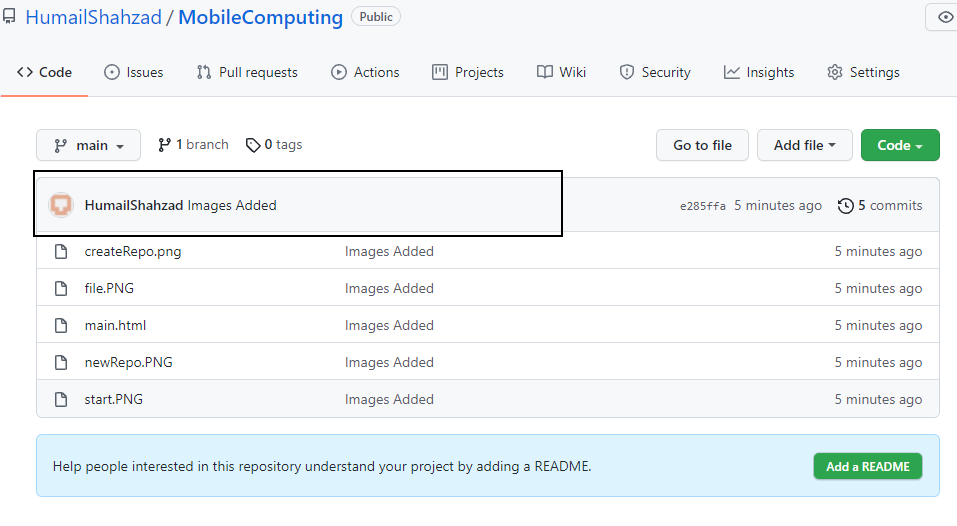 HumailShahzad / MobileComputing Public
Code Issues Pull requests Actions Projects Wiki Security Insights Settings
main 1 branch 0 tags Go to file Add file Code
HumailShahzad Images Added e285ffa 5 minutes ago 5 commits
createRepo.png Images Added 5 minutes ago
file.PNG Images Added 5 minutes ago
main.html Images Added 5 minutes ago
newRepo.PNG Images Added 5 minutes ago
start.PNG Images Added 5 minutes ago
Help people interested in this repository understand your project by adding a README. Add a README